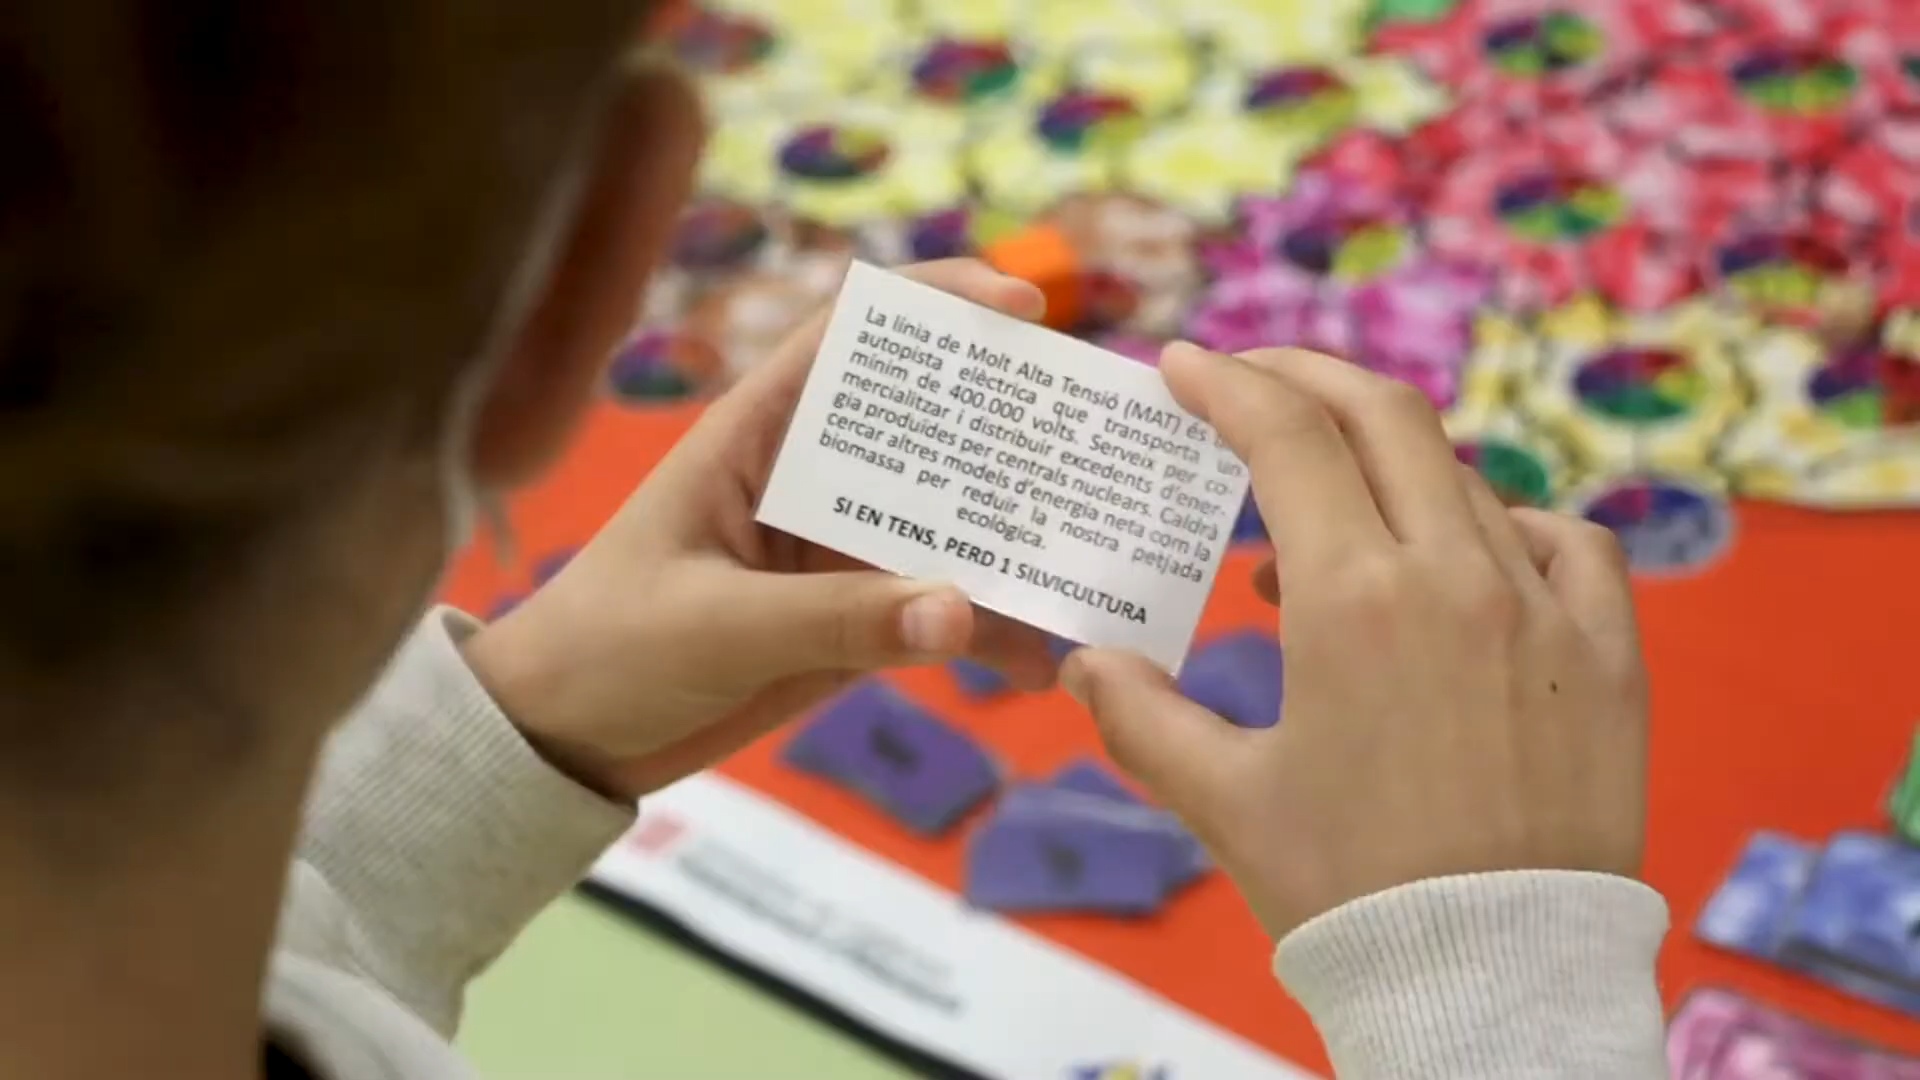 La línia de Molt Alta Tensió (MAT) és
autopista elèctrica que transporta un
mínim de 400.000 volts. Serveix per co-
mercialitzar i distribuir excedents d'ener-
gia produïdes per centrals nuclears. Caldrà
cercar altres models d'energia neta com la
biomassa per reduir la nostra petjada
ecològica.
SI EN TENS, PERD 1 SILVICULTURA